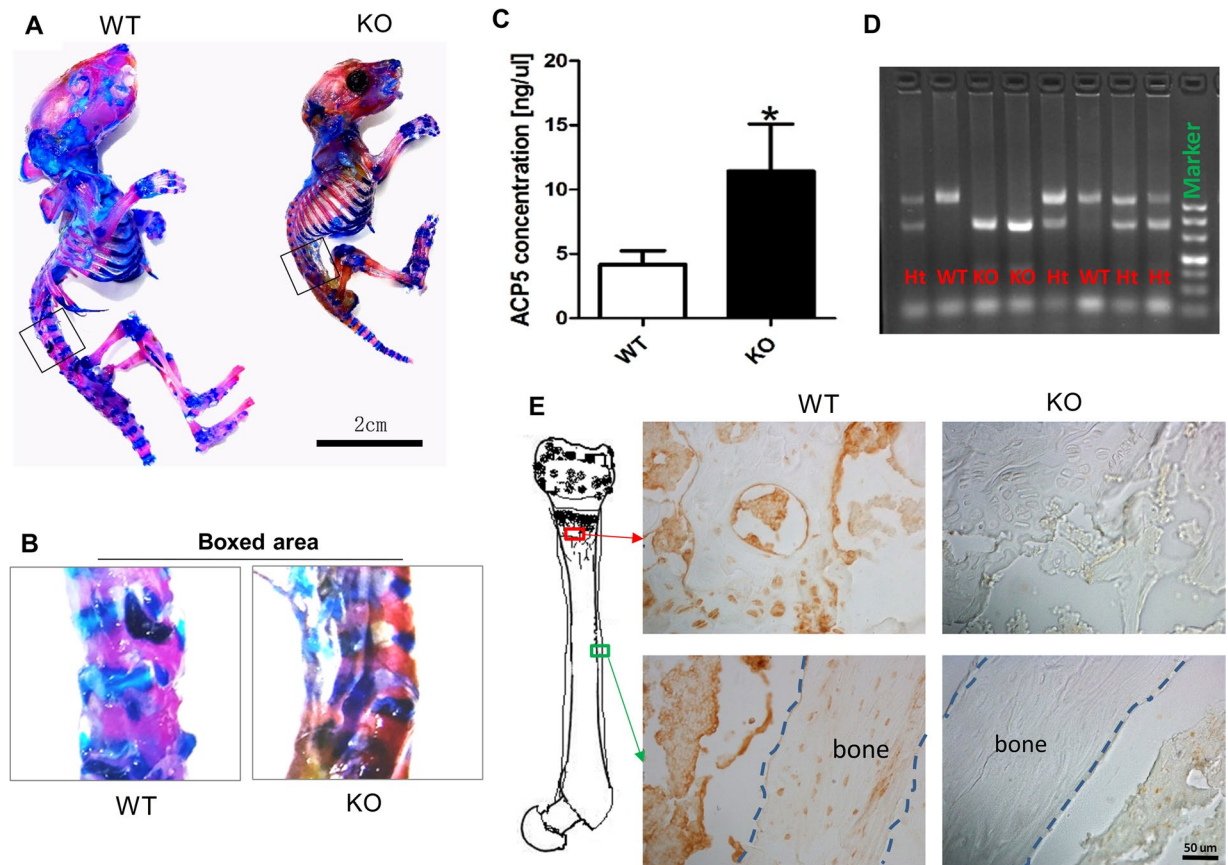 A
WT
KO
2cm
B
Boxed area
WT
KO
C
ACP5 concentration [ng/ul]
20
15
10
5
0
*
WT
KO
D
Marker
Ht WT KO KO Ht WT Ht Ht
E
WT
KO
bone
bone
50 um